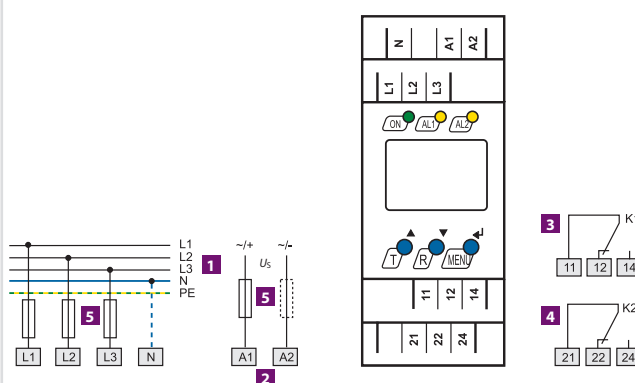 N A1 A2
L1 L2 L3
ON AL1 AL2
▲ ▼ ↵
T R MENU
11 12 14
21 22 24
L1
L2
L3
N
PE
1
5
L1 L2 L3 N
~/+ ~/-
Us
5
A1 A2
2
3
11 12 14
4
K2
21 22 24